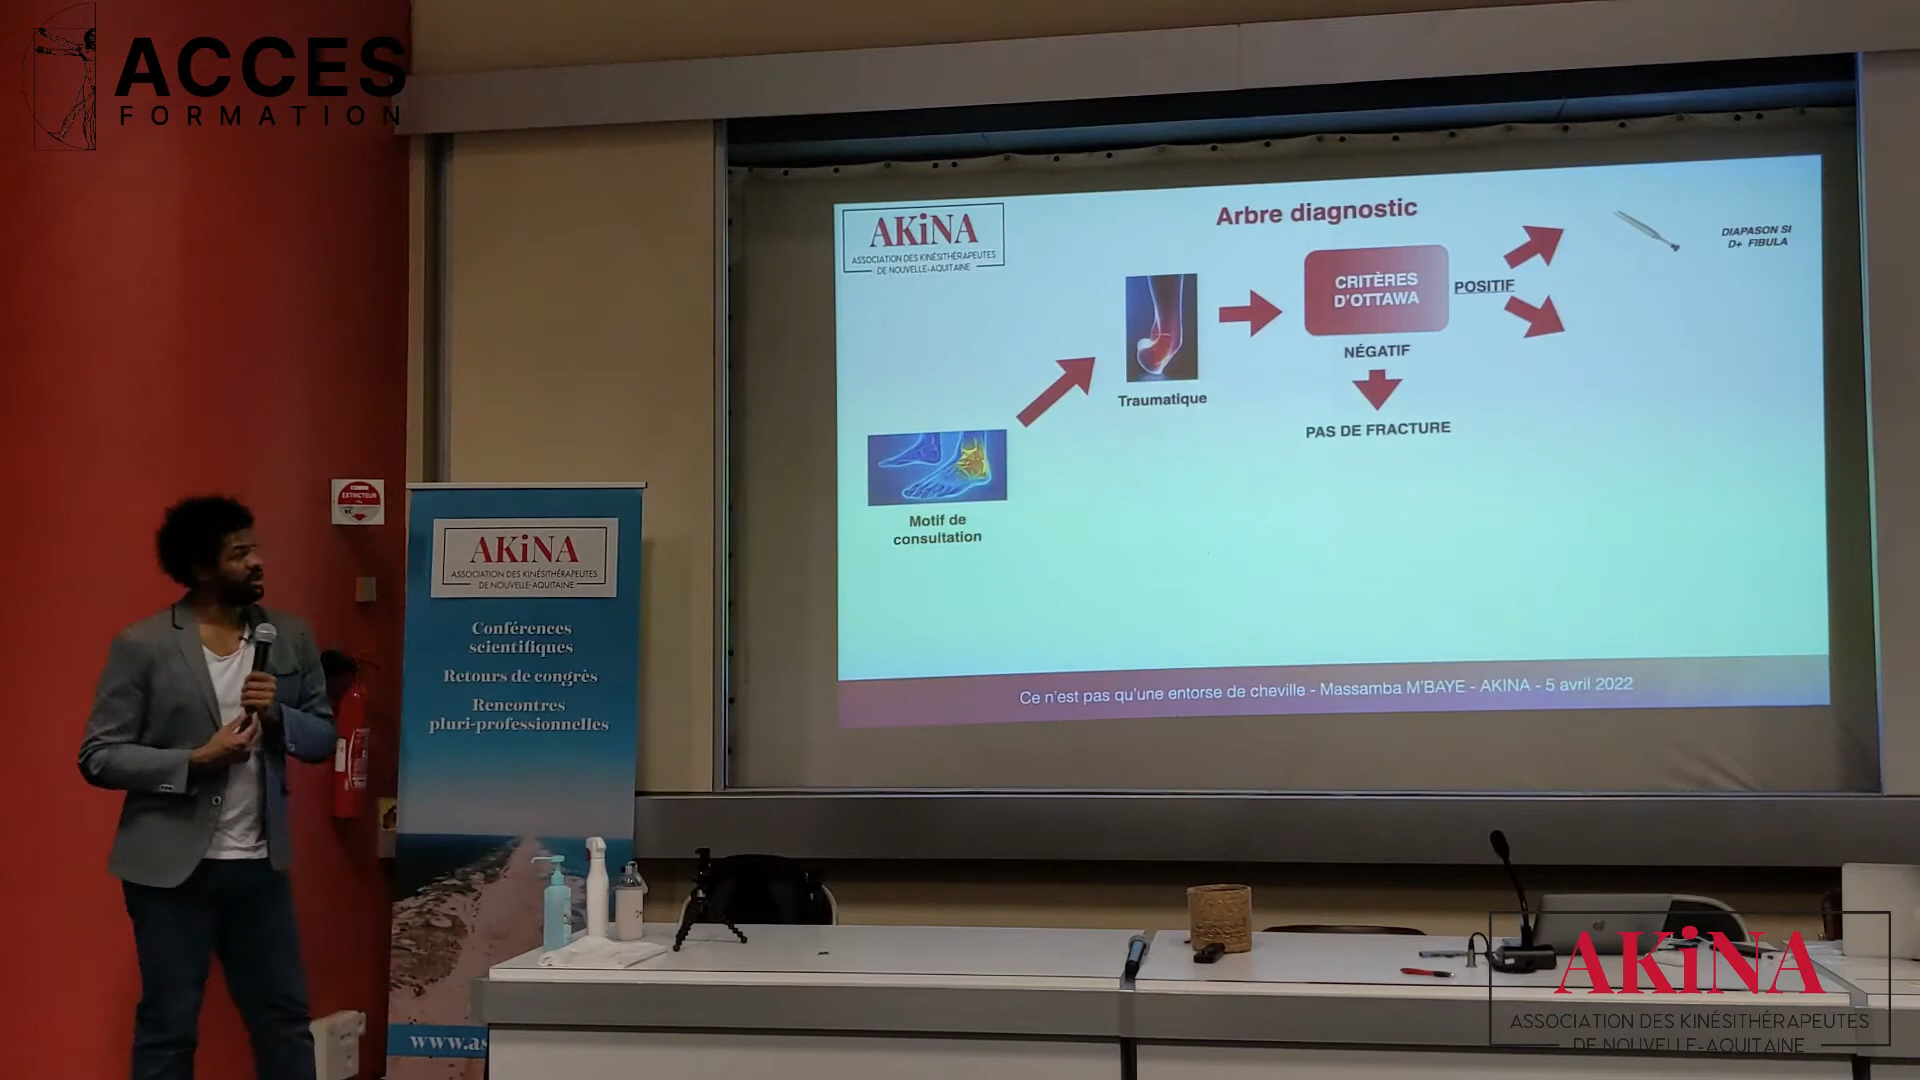 ACCES
FORMATION
AKiNA
ASSOCIATION DES KINÉSITHÉRAPEUTES
DE NOUVELLE-AQUITAINE
Arbre diagnostic
DIAPASON SI
D+ FIBULA
CRITÈRES
D'OTTAWA
POSITIF
NÉGATIF
PAS DE FRACTURE
Traumatique
Motif de
consultation
Ce n'est pas qu'une entorse de cheville - Massamba M'BAYE - AKINA - 5 avril 2022
EXTINCTEUR
AKiNA
ASSOCIATION DES KINÉSITHÉRAPEUTES
DE NOUVELLE-AQUITAINE
Conférences
scientifiques
Retours de congrès
Rencontres
pluri-professionnelles
www.as
AKiNA
ASSOCIATION DES KINÉSITHÉRAPEUTES
DE NOUVELLE-AQUITAINE